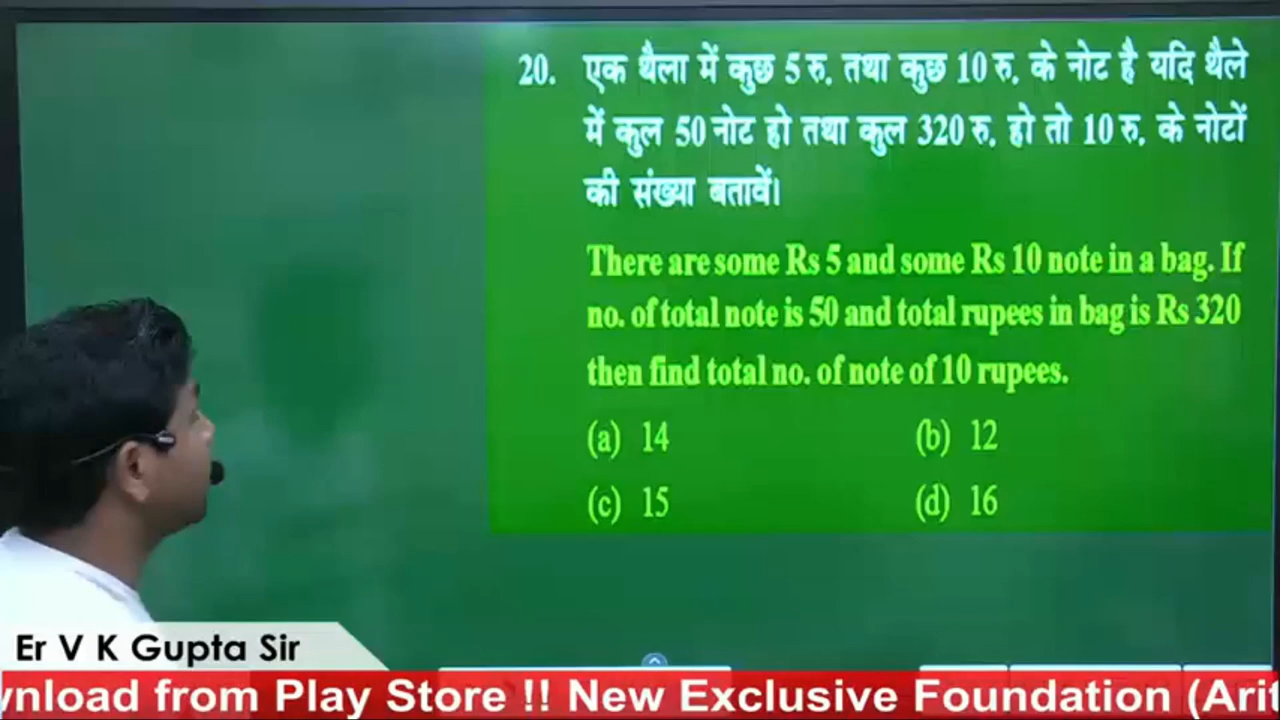 20. एक थैला में कुछ 5 रु. तथा कुछ 10 रु. के नोट है यदि थैले
में कुल 50 नोट हो तथा कुल 320 रु. हो तो 10 रु. के नोटों
की संख्या बतावें।
There are some Rs 5 and some Rs 10 note in a bag. If
no. of total note is 50 and total rupees in bag is Rs 320
then find total no. of note of 10 rupees.
(a) 14 (b) 12
(c) 15 (d) 16
Er V K Gupta Sir
from Play Store !! New Exclusive Foundation